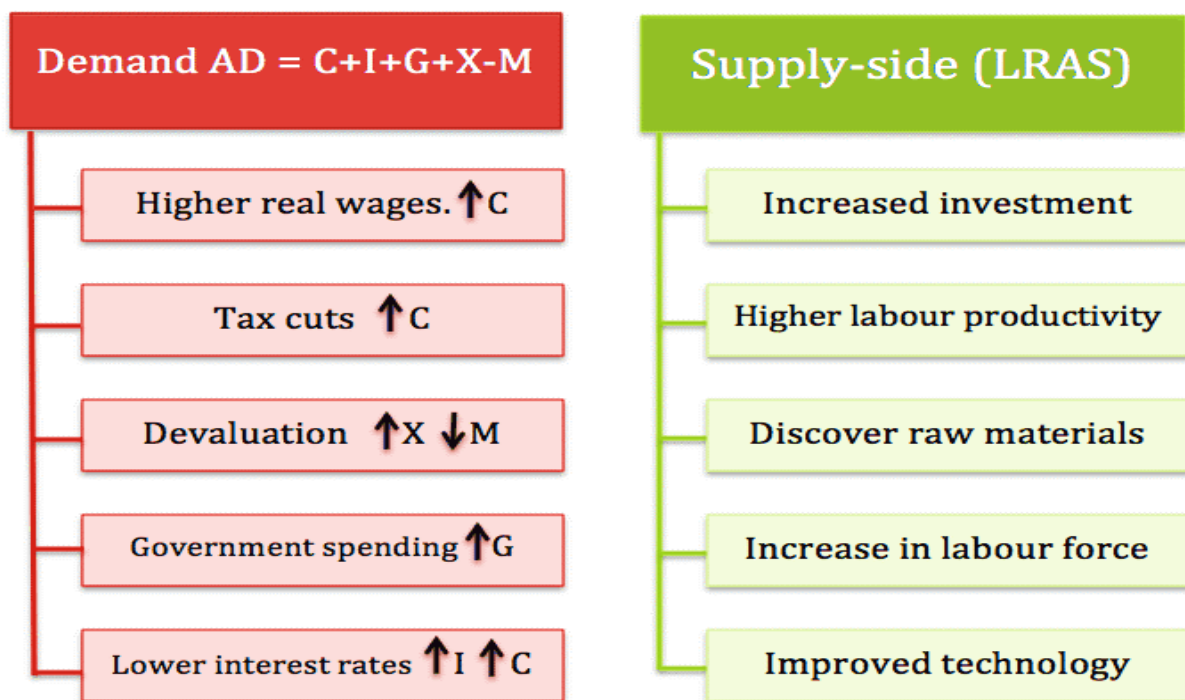 Demand AD = C+I+G+X-M
Higher real wages. ↑C
Tax cuts ↑C
Devaluation ↑X ↓M
Government spending ↑G
Lower interest rates ↑I ↑C
Supply-side (LRAS)
Increased investment
Higher labour productivity
Discover raw materials
Increase in labour force
Improved technology